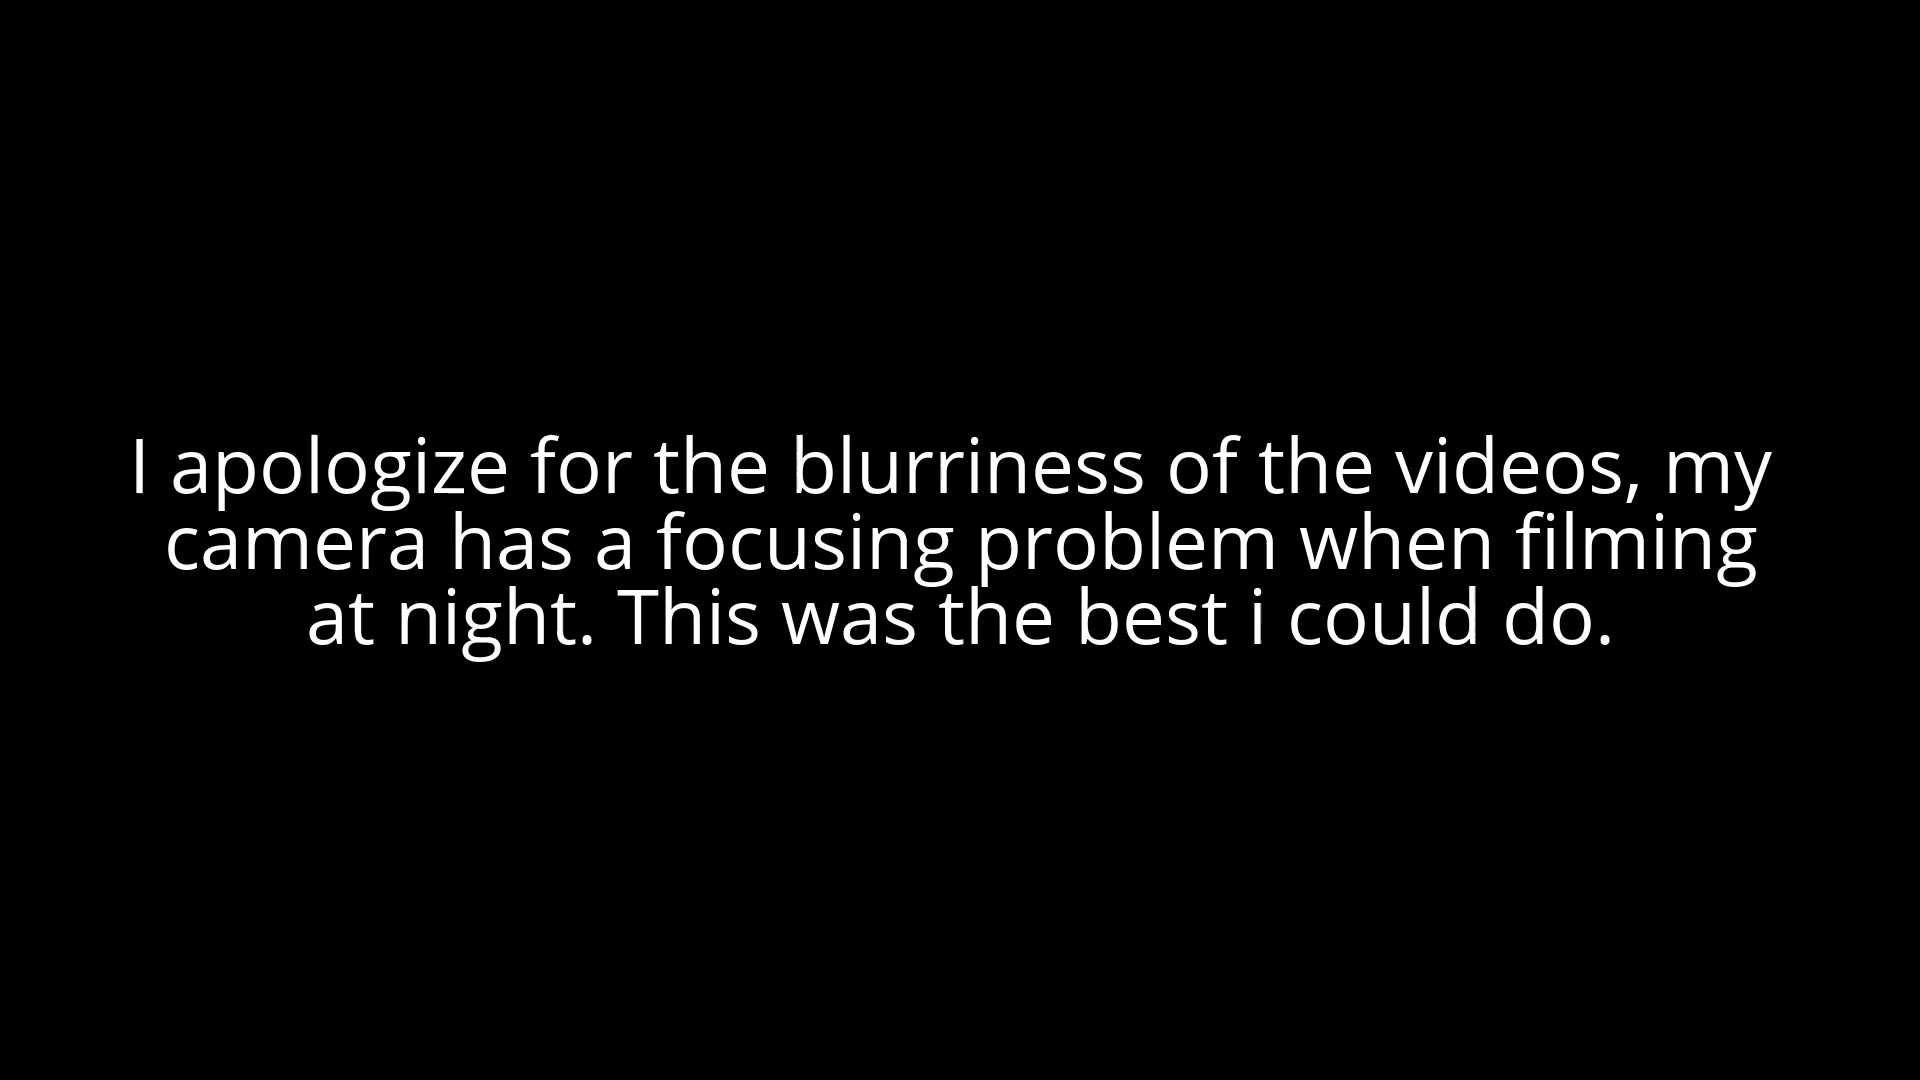 I apologize for the blurriness of the videos, my
camera has a focusing problem when filming
at night. This was the best i could do.